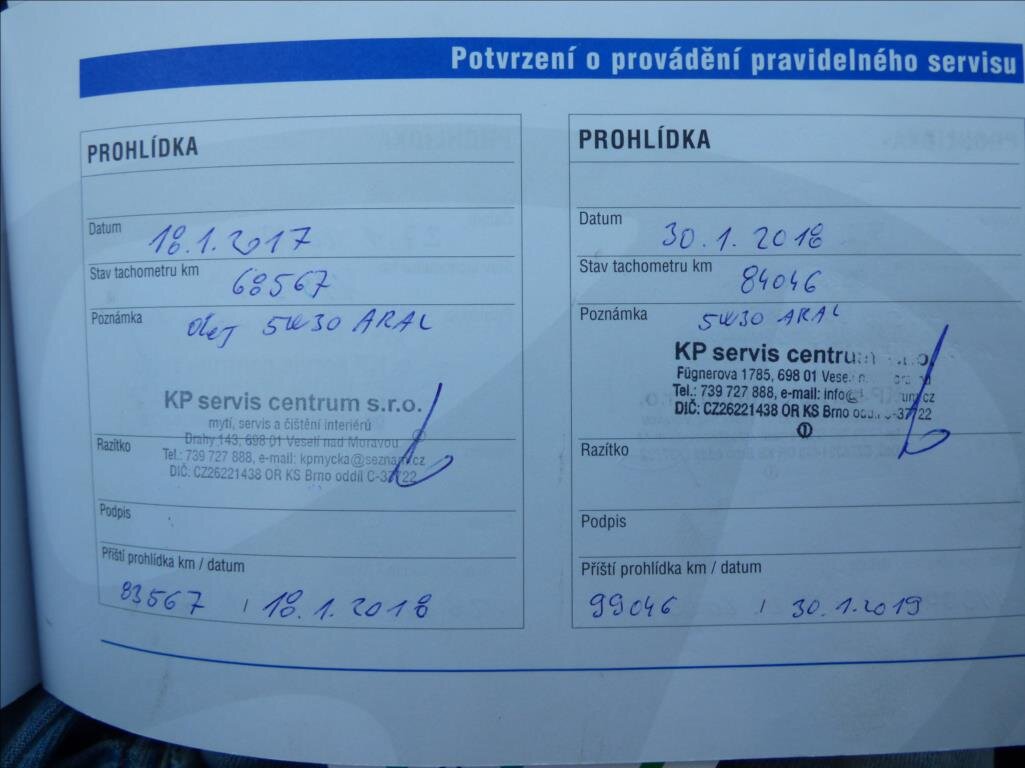 Potvrzení o provádění pravidelného servisu
PROHLÍDKA
Datum 18.1.2017
Stav tachometru km 68567
Poznámka olej 5W30 ARAL
KP servis centrum s.r.o.
mytí, servis a čištění interiérů
Drahy 143, 698 01 Veselí nad Moravou
Razítko
Tel.: 739 727 888, e-mail: kpmycka@seznam.cz
DIČ: CZ26221438 OR KS Brno oddíl C-37722
Podpis
Příští prohlídka km / datum
83567 / 18.1.2018
PROHLÍDKA
Datum 30.1.2018
Stav tachometru km 84046
Poznámka 5W30 ARAL
KP servis centrum s.r.o.
Fügnerova 1785, 698 01
Tel.: 739 727 888, e-mail:
DIČ: CZ26221438 OR KS Brno 37722
Razítko
Podpis
Příští prohlídka km / datum
99046 / 30.1.2019